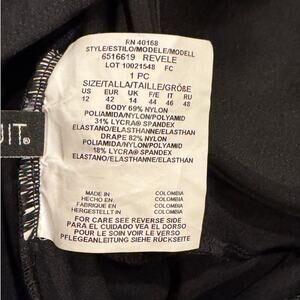 RN 40168
STYLE/ESTILO/MODELE/MODELL
6516619 REVELE
LOT 10021548 FC
1 PC
SIZE/TALLA/TAILLE/GRÖßE
US EUR UK F/E IT RU
12 42 14 44 46 48
BODY 69% NYLON
POLIAMIDA/NYLON/POLYAMID
31% LYCRA® SPANDEX
ELASTANO/ELASTHANNE/ELASTHAN
DRAPE 82% NYLON
POLIAMIDA/NYLON/POLYAMID
18% LYCRA® SPANDEX
ELASTANO/ELASTHANNE/ELASTHAN
MADE IN COLOMBIA
HECHO EN COLOMBIA
FABRIQUE EN COLOMBIE
HERGESTELLT IN COLOMBIA
FOR CARE SEE REVERSE SIDE
PARA EL CUIDADO VEA EL DORSO
POUR LE SOIN VOIR LE VERSO
PFLEGEANLEITUNG SIEHE RÜCKSEITE
UIT